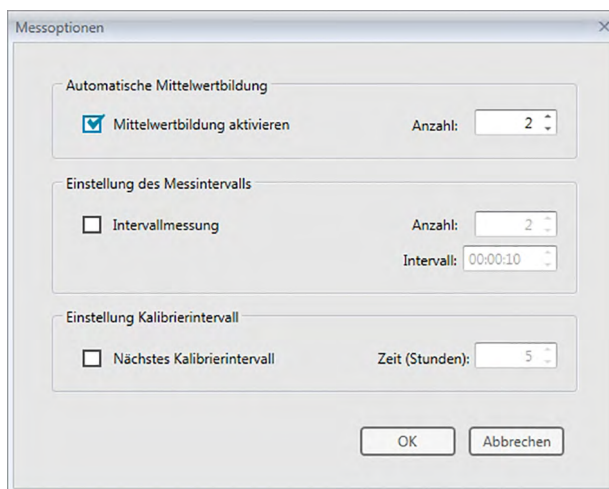 Messoptionen
Automatische Mittelwertbildung
Mittelwertbildung aktivieren Anzahl: 2
Einstellung des Messintervalls
Intervallmessung Anzahl: 2
Intervall: 00:00:10
Einstellung Kalibrierintervall
Nächstes Kalibrierintervall Zeit (Stunden): 5
OK Abbrechen